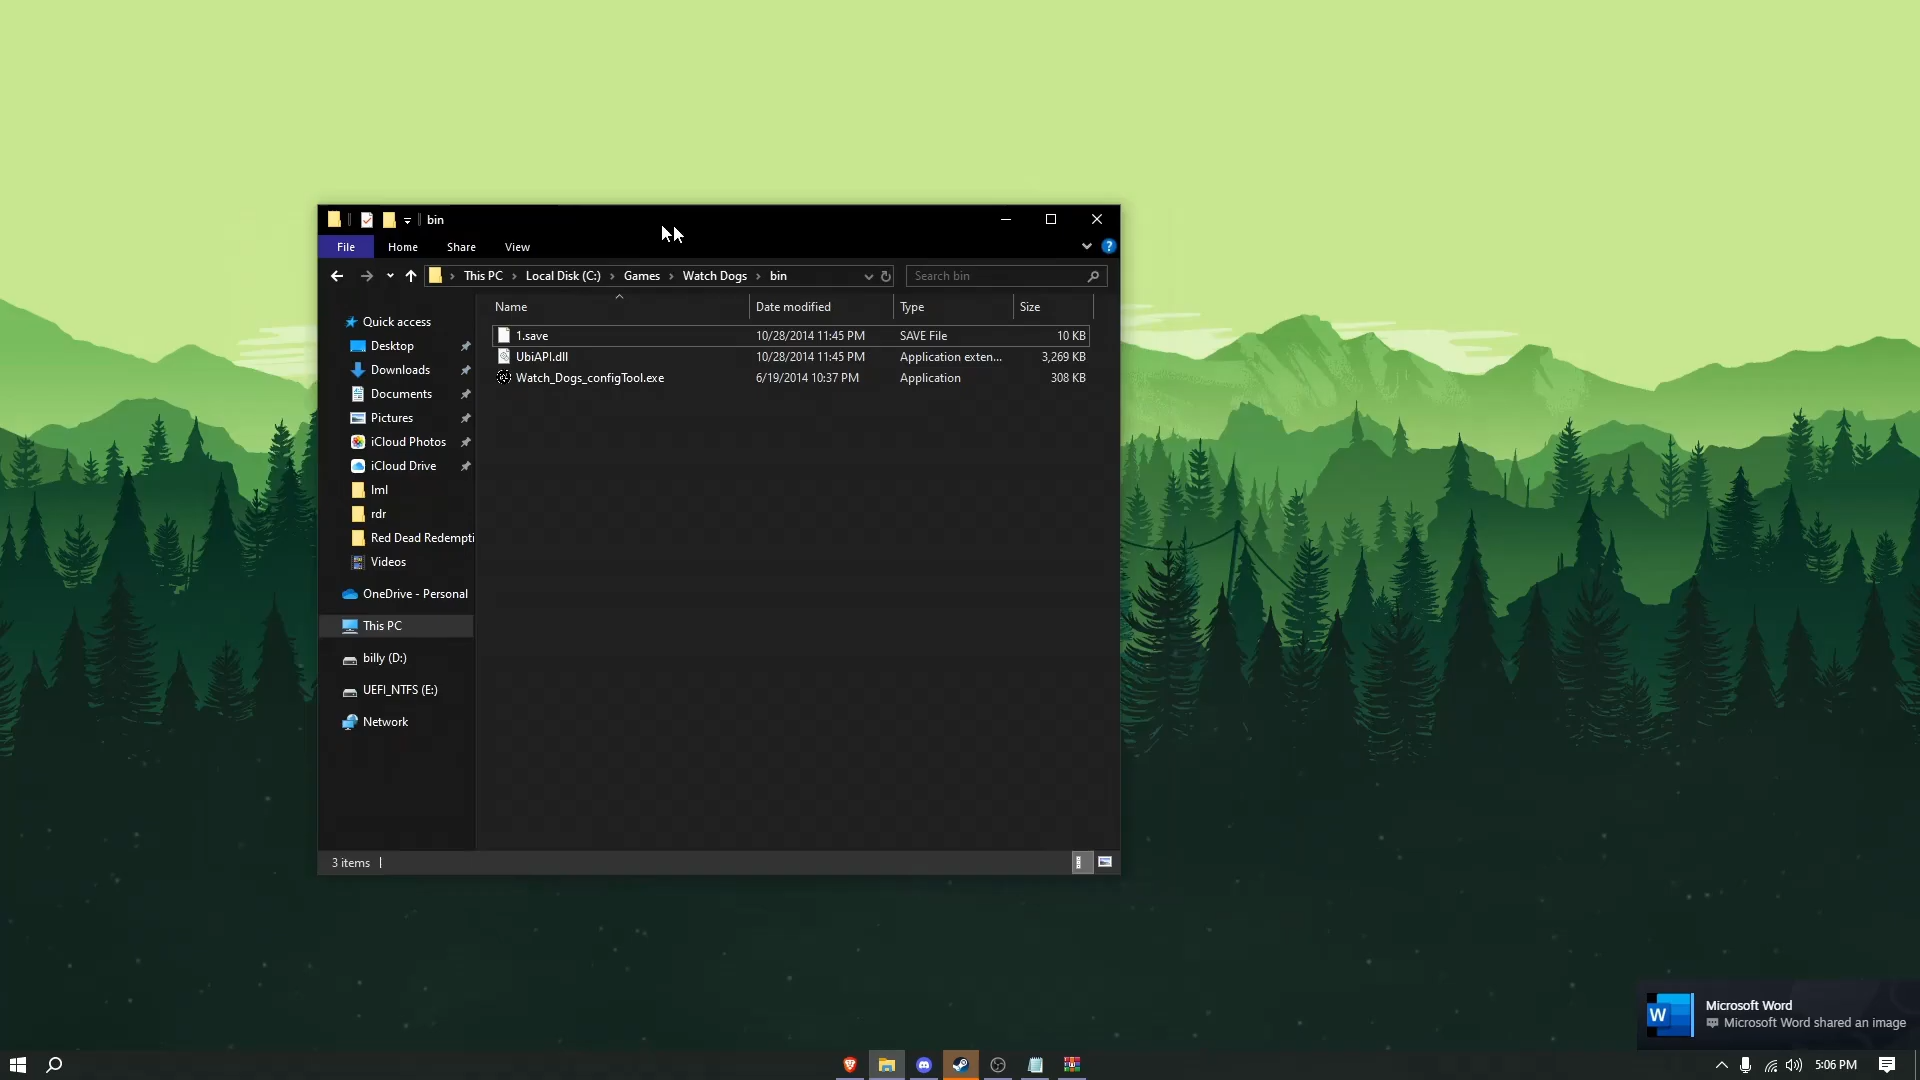 bin
File Home Share View
This PC Local Disk (C:) Games Watch Dogs bin
Search bin
Name Date modified Type Size
1.save 10/28/2014 11:45 PM SAVE File 10 KB
UbiAPI.dll 10/28/2014 11:45 PM Application exten... 3,269 KB
Watch_Dogs_configTool.exe 6/19/2014 10:37 PM Application 308 KB
Quick access
Desktop
Downloads
Documents
Pictures
iCloud Photos
iCloud Drive
lml
rdr
Red Dead Redempti
Videos
OneDrive - Personal
This PC
billy (D:)
UEFI_NTFS (E:)
Network
3 items
W
Microsoft Word
Microsoft Word shared an image
5:06 PM